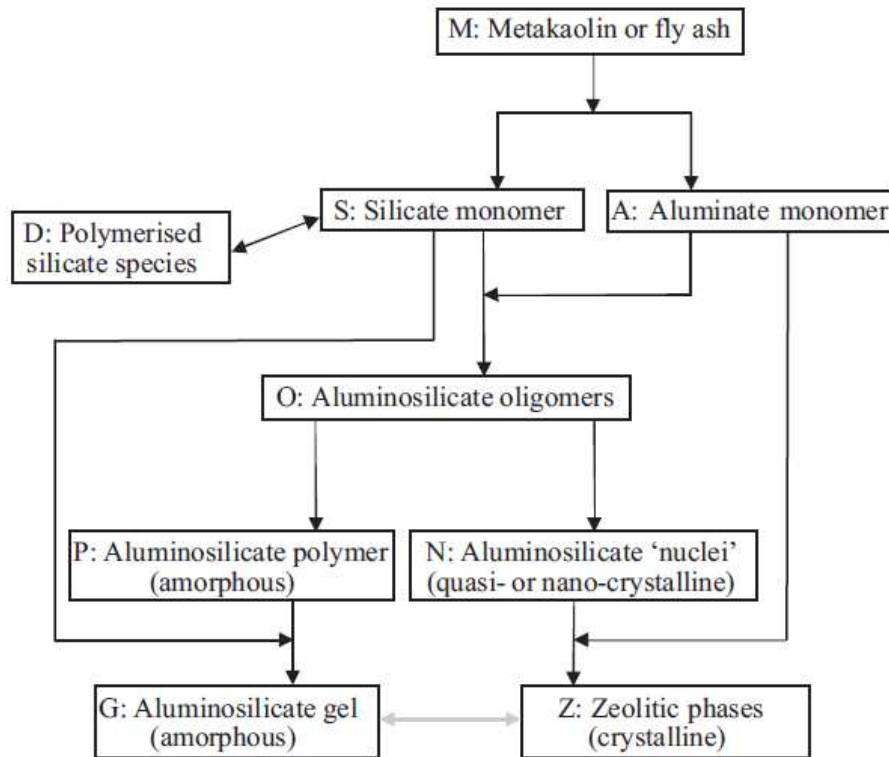 M: Metakaolin or fly ash
S: Silicate monomer
A: Aluminate monomer
D: Polymerised
silicate species
O: Aluminosilicate oligomers
P: Aluminosilicate polymer
(amorphous)
N: Aluminosilicate ‘nuclei’
(quasi- or nano-crystalline)
G: Aluminosilicate gel
(amorphous)
Z: Zeolitic phases
(crystalline)